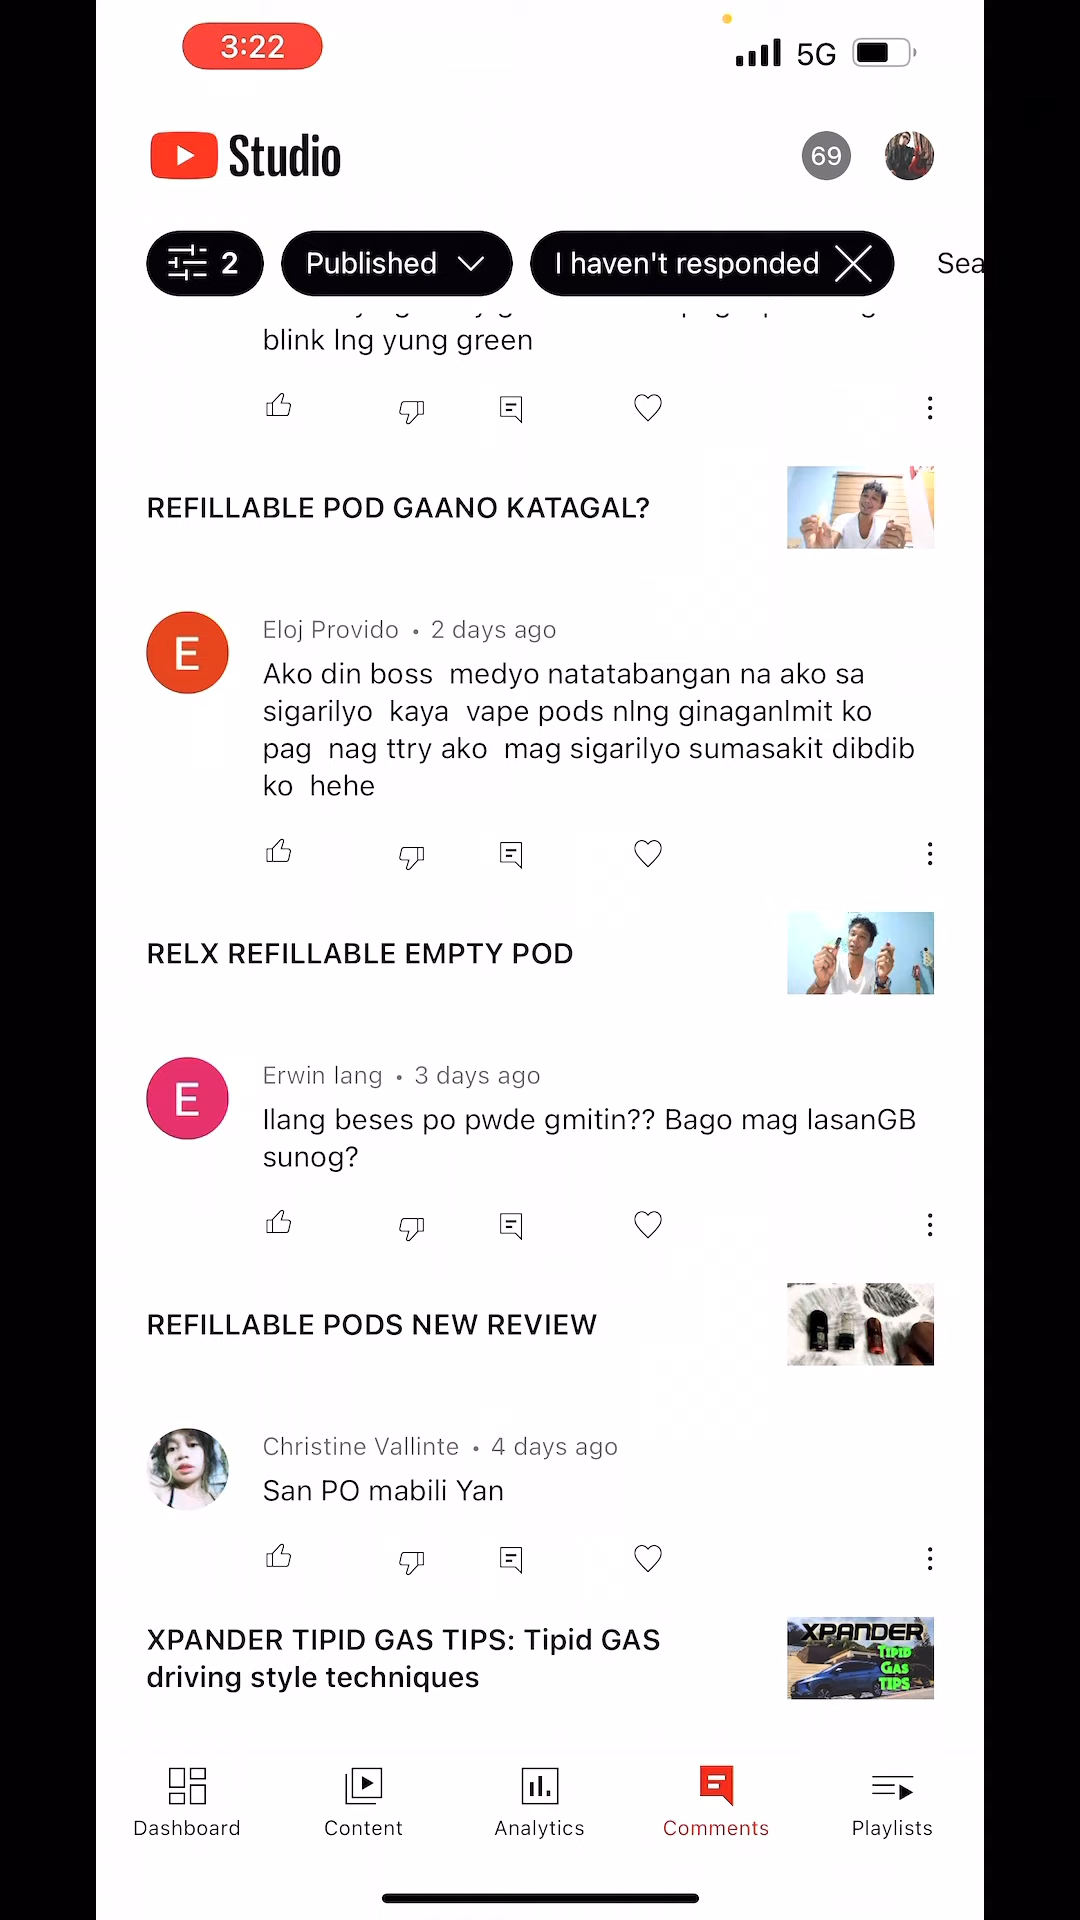 3:22
5G
Studio
69
2
Published
I haven't responded
Sea
blink lng yung green
REFILLABLE POD GAANO KATAGAL?
E
Eloj Provido • 2 days ago
Ako din boss medyo natatabangan na ako sa
sigarilyo kaya vape pods nlng ginaganlmit ko
pag nag ttry ako mag sigarilyo sumasakit dibdib
ko hehe
RELX REFILLABLE EMPTY POD
E
Erwin lang • 3 days ago
Ilang beses po pwde gmitin?? Bago mag lasanGB
sunog?
REFILLABLE PODS NEW REVIEW
Christine Vallinte • 4 days ago
San PO mabili Yan
XPANDER TIPID GAS TIPS: Tipid GAS
driving style techniques
XPANDER
TIPID
GAS
TIPS
Dashboard
Content
Analytics
Comments
Playlists